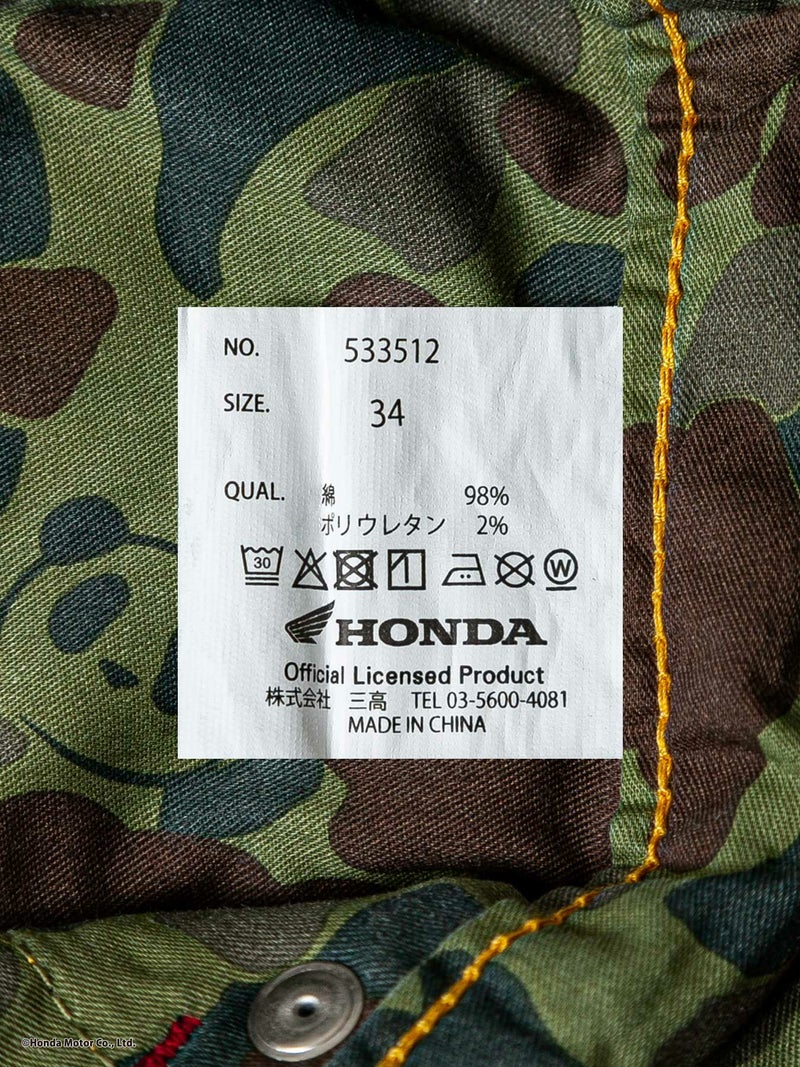 NO. 533512
SIZE. 34
QUAL. 綿 98%
ポリウレタン 2%
30 W
HONDA
Official Licensed Product
株式会社 三高 TEL 03-5600-4081
MADE IN CHINA
©Honda Motor Co., Ltd.